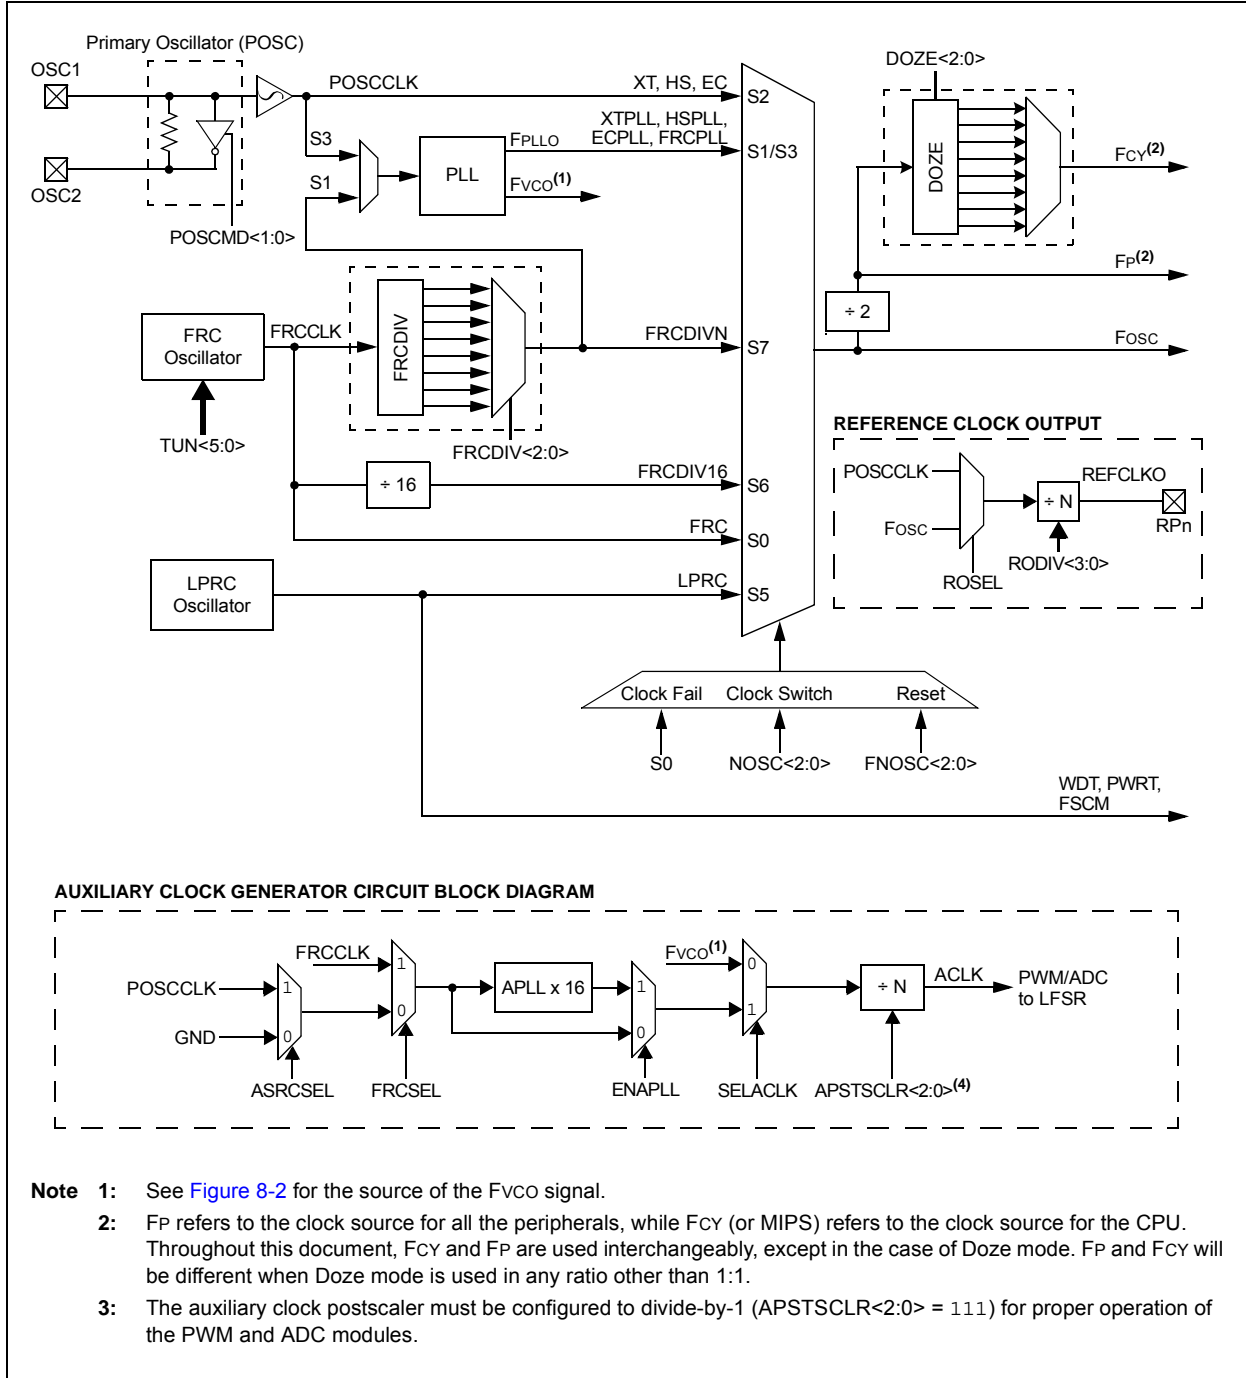 Primary Oscillator (POSC)
OSC1
OSC2
POSCMD<1:0>
POSCCLK
XT, HS, EC
S2
S3
S1
PLL
FPLLO
FVCO(1)
XTPLL, HSPLL,
ECPLL, FRCPLL
S1/S3
DOZE<2:0>
DOZE
FCY(2)
FP(2)
÷ 2
FOSC
FRC
Oscillator
TUN<5:0>
FRCCLK
FRCDIV
FRCDIV<2:0>
FRCDIVN
S7
÷ 16
FRCDIV16
S6
FRC
S0
LPRC
Oscillator
LPRC
S5
REFERENCE CLOCK OUTPUT
POSCCLK
FOSC
ROSEL
÷ N
RODIV<3:0>
REFCLKO
RPn
Clock Fail Clock Switch Reset
S0 NOSC<2:0> FNOSC<2:0>
WDT, PWRT,
FSCM
AUXILIARY CLOCK GENERATOR CIRCUIT BLOCK DIAGRAM
POSCCLK
GND
1
0
ASRCSEL
FRCCLK
1
0
FRCSEL
APLL x 16
1
0
ENAPLL
FVCO(1)
0
1
SELACLK
÷ N
APSTSCLR<2:0>(4)
ACLK
PWM/ADC
to LFSR
Note 1: See Figure 8-2 for the source of the FVCO signal.
2: FP refers to the clock source for all the peripherals, while FCY (or MIPS) refers to the clock source for the CPU.
Throughout this document, FCY and FP are used interchangeably, except in the case of Doze mode. FP and FCY will
be different when Doze mode is used in any ratio other than 1:1.
3: The auxiliary clock postscaler must be configured to divide-by-1 (APSTSCLR<2:0> = 111) for proper operation of
the PWM and ADC modules.